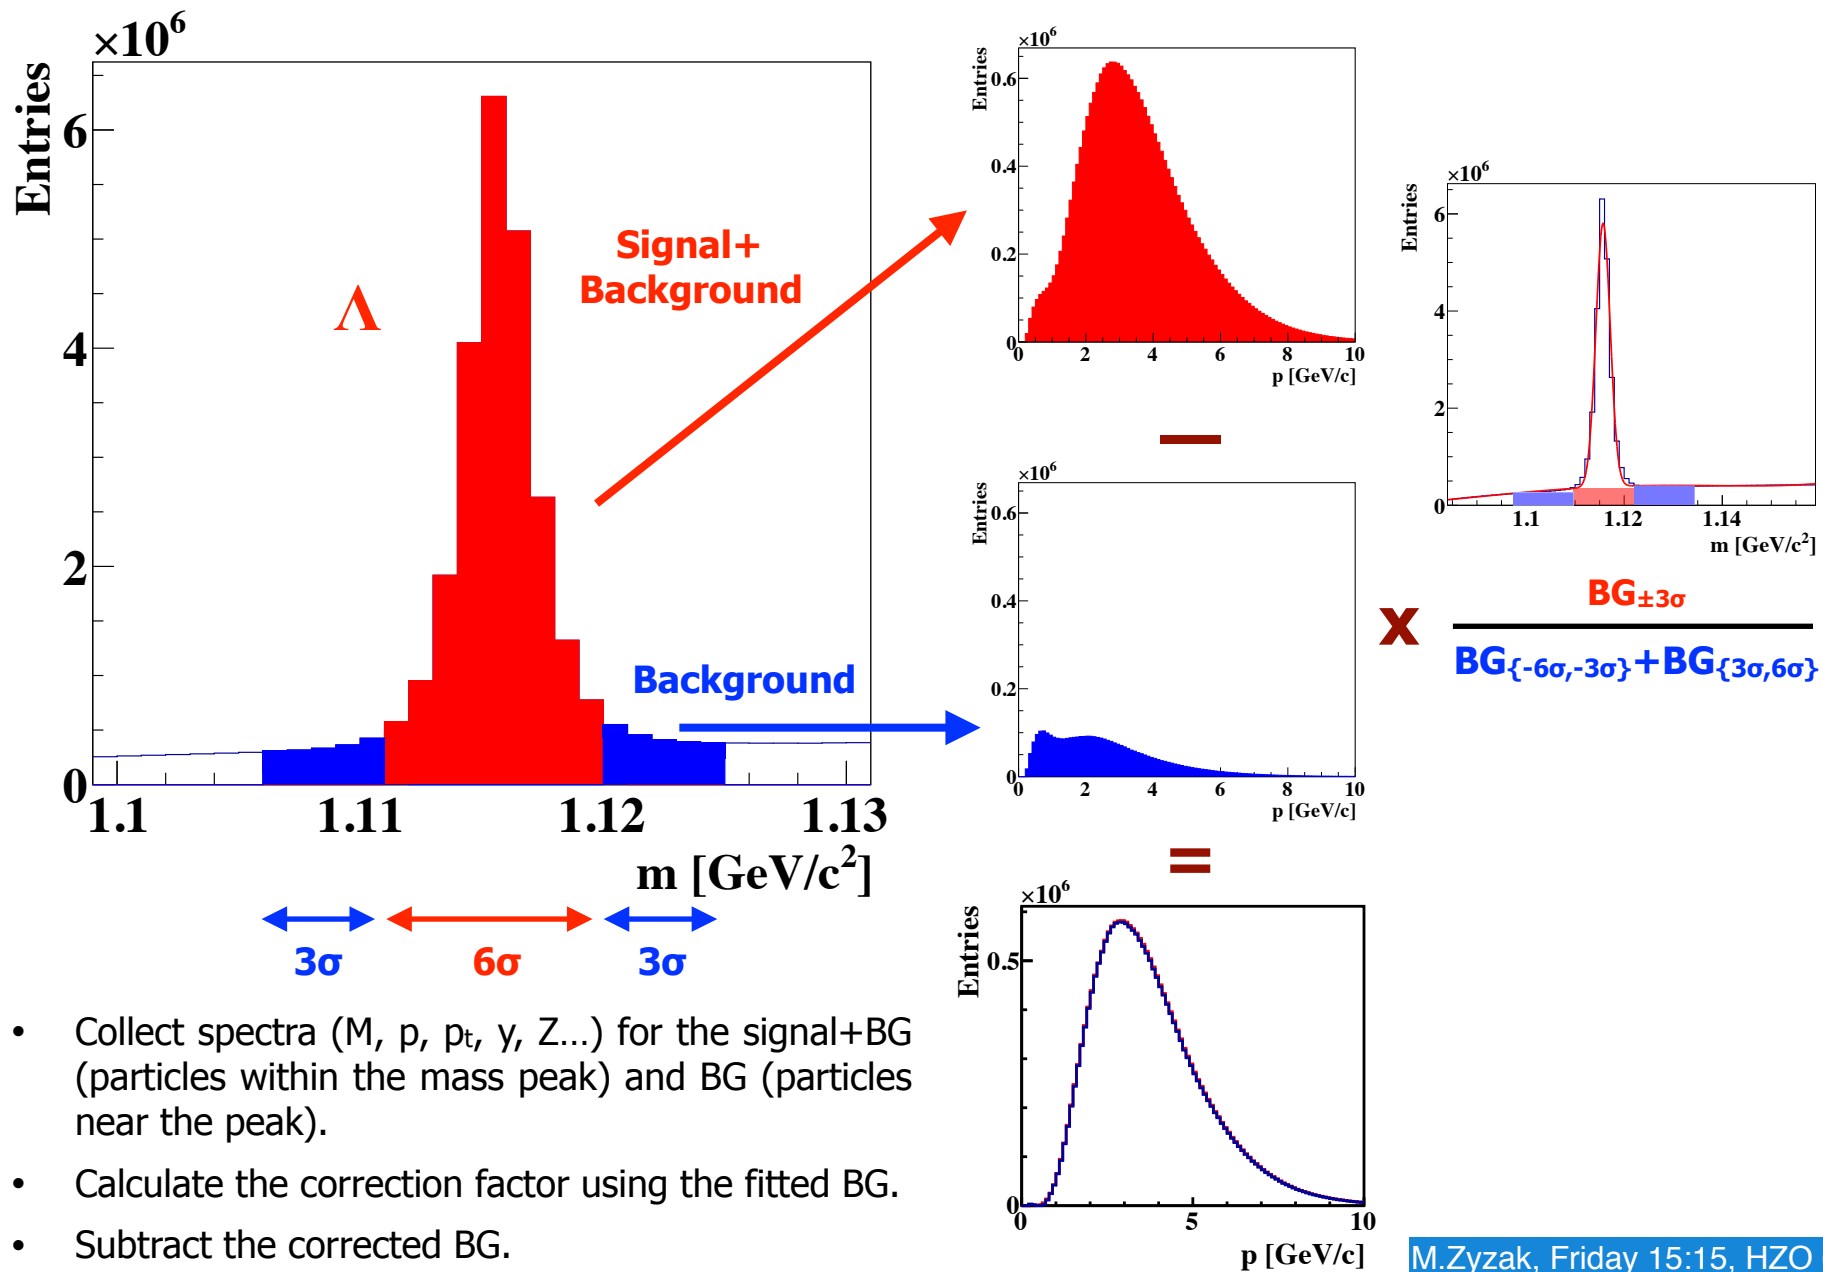 ×10⁶
Entries
6
4
2
0
1.1 1.11 1.12 1.13
m [GeV/c²]
Λ
Signal+
Background
Background
3σ 6σ 3σ
×10⁶
Entries
0.6
0.4
0.2
0
0 2 4 6 8 10
p [GeV/c]
−
×10⁶
Entries
0.6
0.4
0.2
0
0 2 4 6 8 10
p [GeV/c]
x
×10⁶
Entries
6
4
2
0
1.1 1.12 1.14
m [GeV/c²]
BG±3σ
BG{-6σ,-3σ}+BG{3σ,6σ}
=
×10⁶
Entries
0.5
0
0 5 10
p [GeV/c]
• Collect spectra (M, p, pt, y, Z...) for the signal+BG
(particles within the mass peak) and BG (particles
near the peak).
• Calculate the correction factor using the fitted BG.
• Subtract the corrected BG.
M.Zyzak, Friday 15:15, HZO